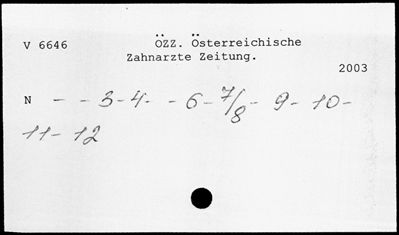 V 6646
ÖZZ. Österreichische
Zahnarzte Zeitung.
2003
N - - 3-4- - 6- 7/8- 9- 10-
11- 12